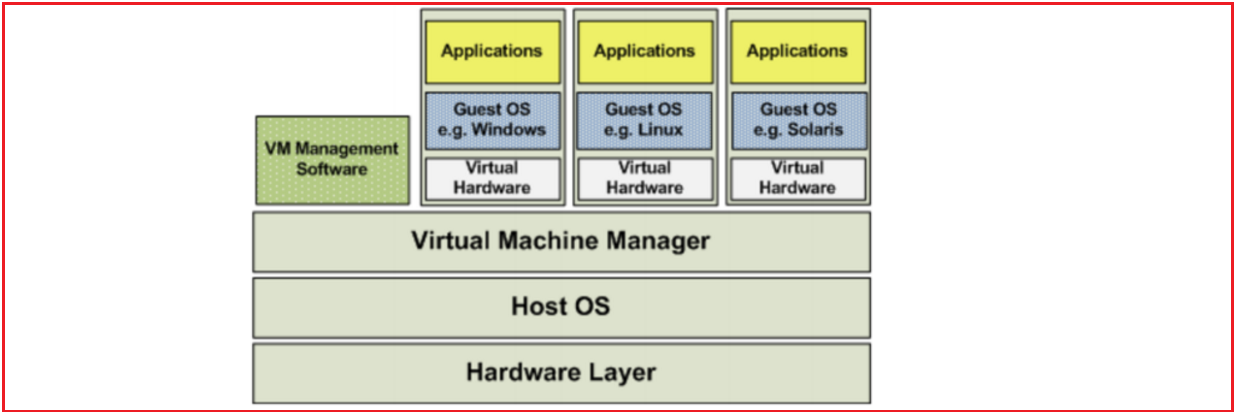 Applications
Applications
Applications
Guest OS
e.g. Windows
Guest OS
e.g. Linux
Guest OS
e.g. Solaris
VM Management
Software
Virtual
Hardware
Virtual
Hardware
Virtual
Hardware
Virtual Machine Manager
Host OS
Hardware Layer